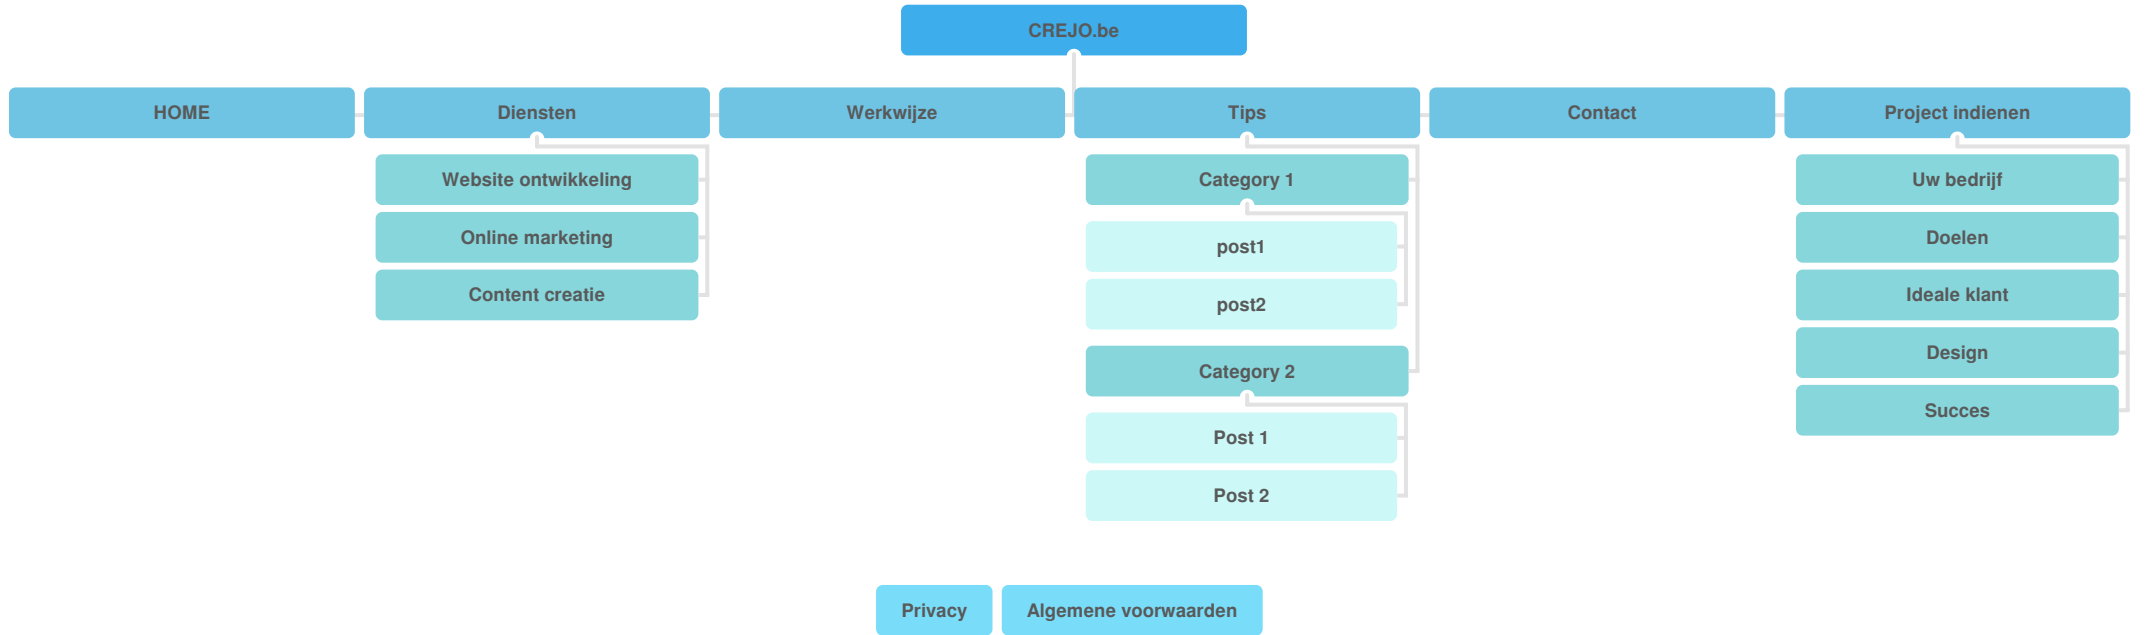 CREJO.be
HOME
Diensten
Werkwijze
Tips
Contact
Project indienen
Website ontwikkeling
Online marketing
Content creatie
Category 1
post1
post2
Category 2
Post 1
Post 2
Uw bedrijf
Doelen
Ideale klant
Design
Succes
Privacy
Algemene voorwaarden